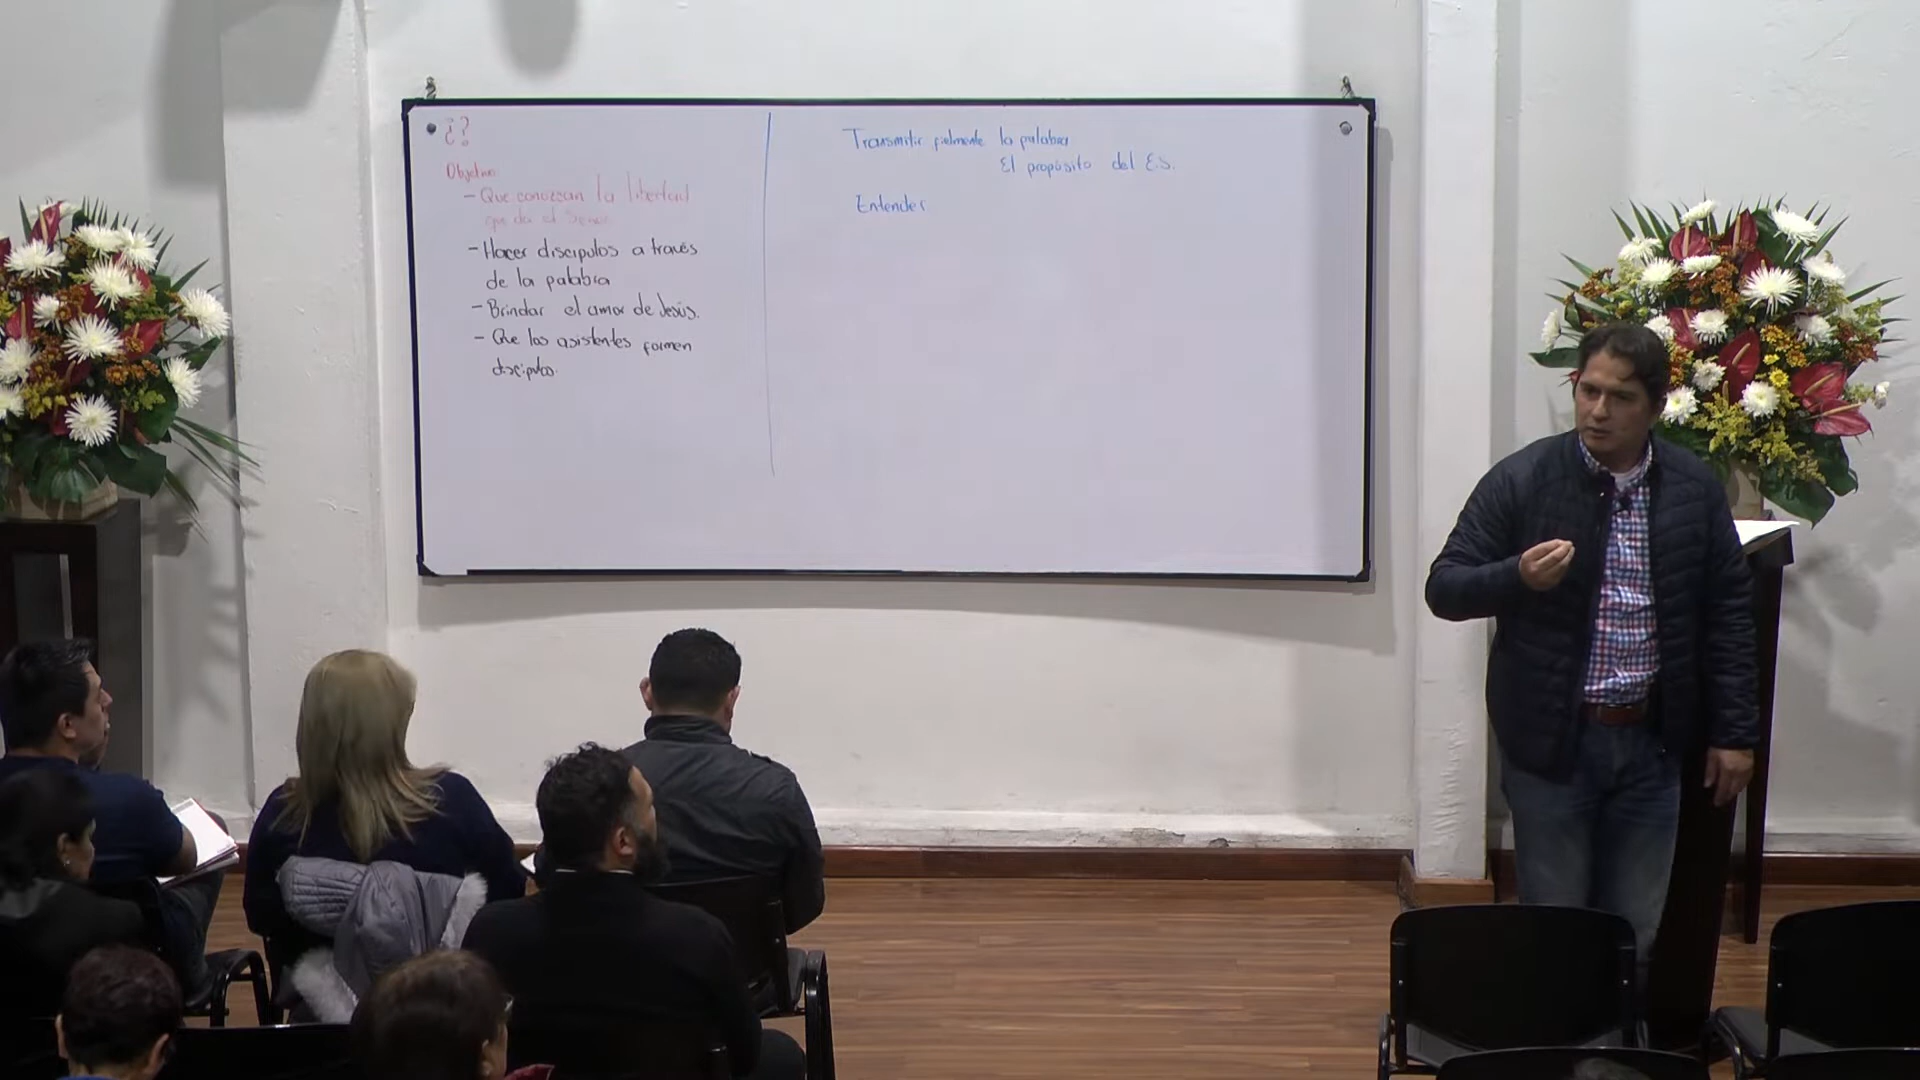 ¿?
Objetivo
- Que conozcan la libertad
que da el Señor
- Hacer discipulos a través
de la palabra
- Brindar el amor de Jesús.
- Que los asistentes formen
discipulos.
Transmitir fielmente la palabra
El propósito del E.S.
Entender